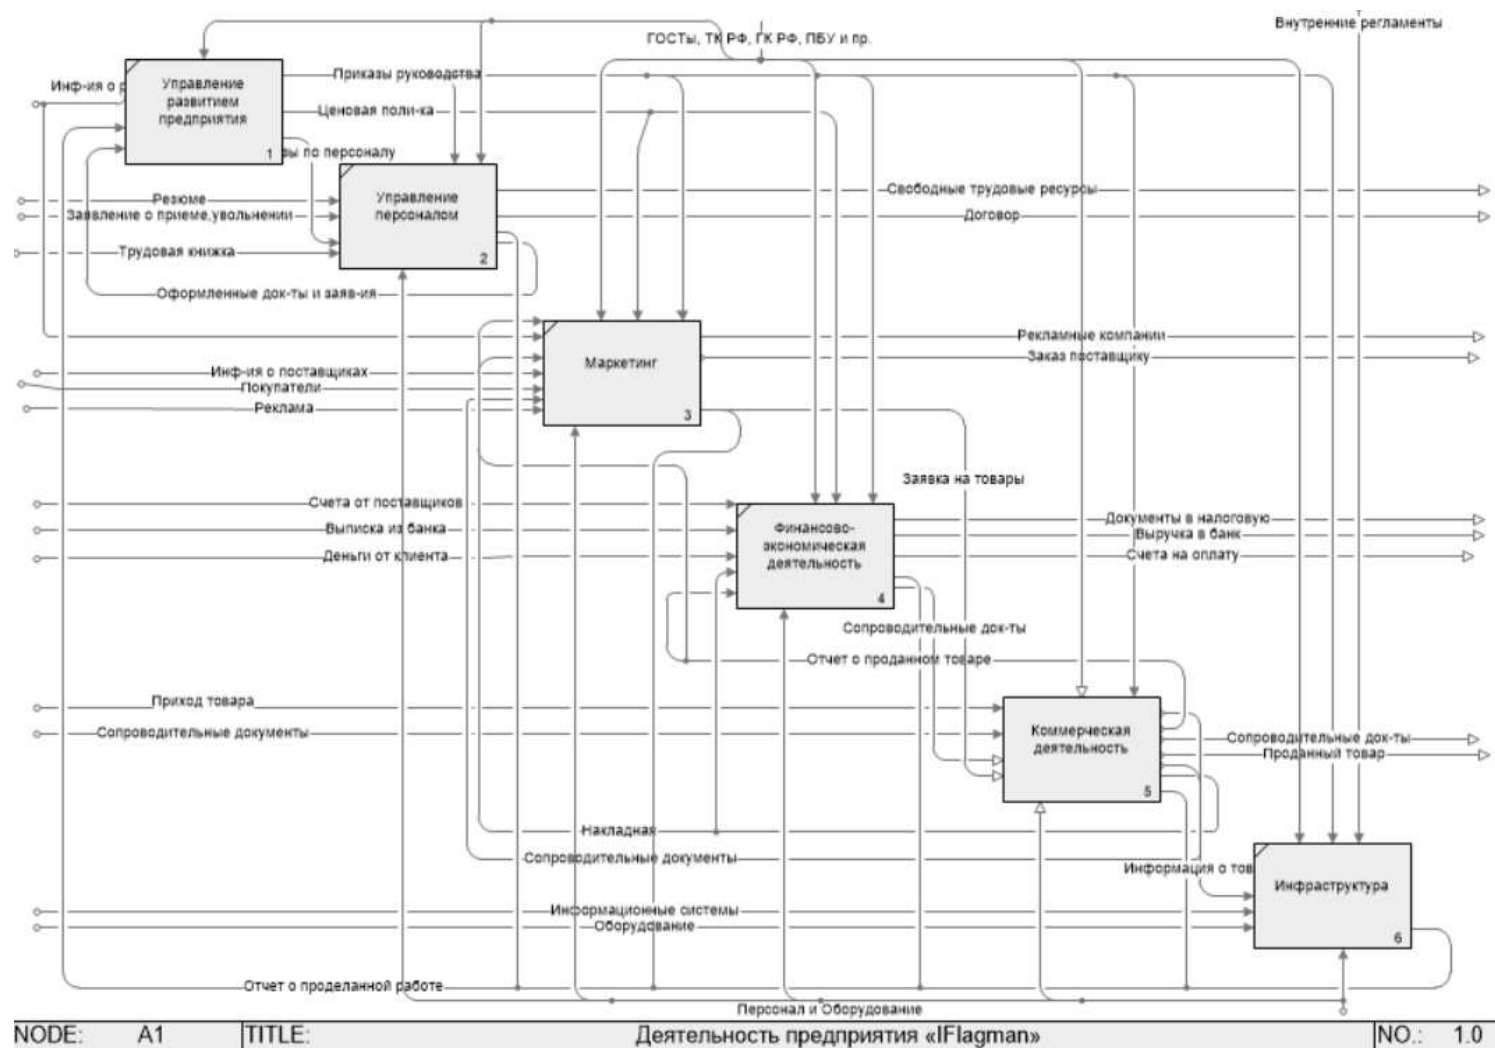 Внутренние регламенты
ГОСТы, ТК РФ, ГК РФ, ПБУ и пр.
Приказы руководства
Инф-ия о р
Управление
развитием
предприятия
1
Ценовая поли-ка
вы по персоналу
Управление
персоналом
2
Свободные трудовые ресурсы
Резюме
Заявление о приеме,увольнении
Договор
Трудовая книжка
Оформленные док-ты и заяв-ия
Рекламные компании
Заказ поставщику
Маркетинг
3
Инф-ия о поставщиках
Покупатели
Реклама
Заявка на товары
Счета от поставщиков
Выписка из банка
Деньги от клиента
Финансово-
экономическая
деятельность
4
Документы в налоговую
Выручка в банк
Счета на оплату
Сопроводительные док-ты
Отчет о проданном товаре
Приход товара
Сопроводительные документы
Коммерческая
деятельность
5
Сопроводительные док-ты
Проданный товар
Накладная
Сопроводительные документы
Информация о тов
Инфраструктура
6
Информационные системы
Оборудование
Отчет о проделанной работе
Персонал и Оборудование
NODE: A1 TITLE: Деятельность предприятия «IFlagman» NO.: 1.0